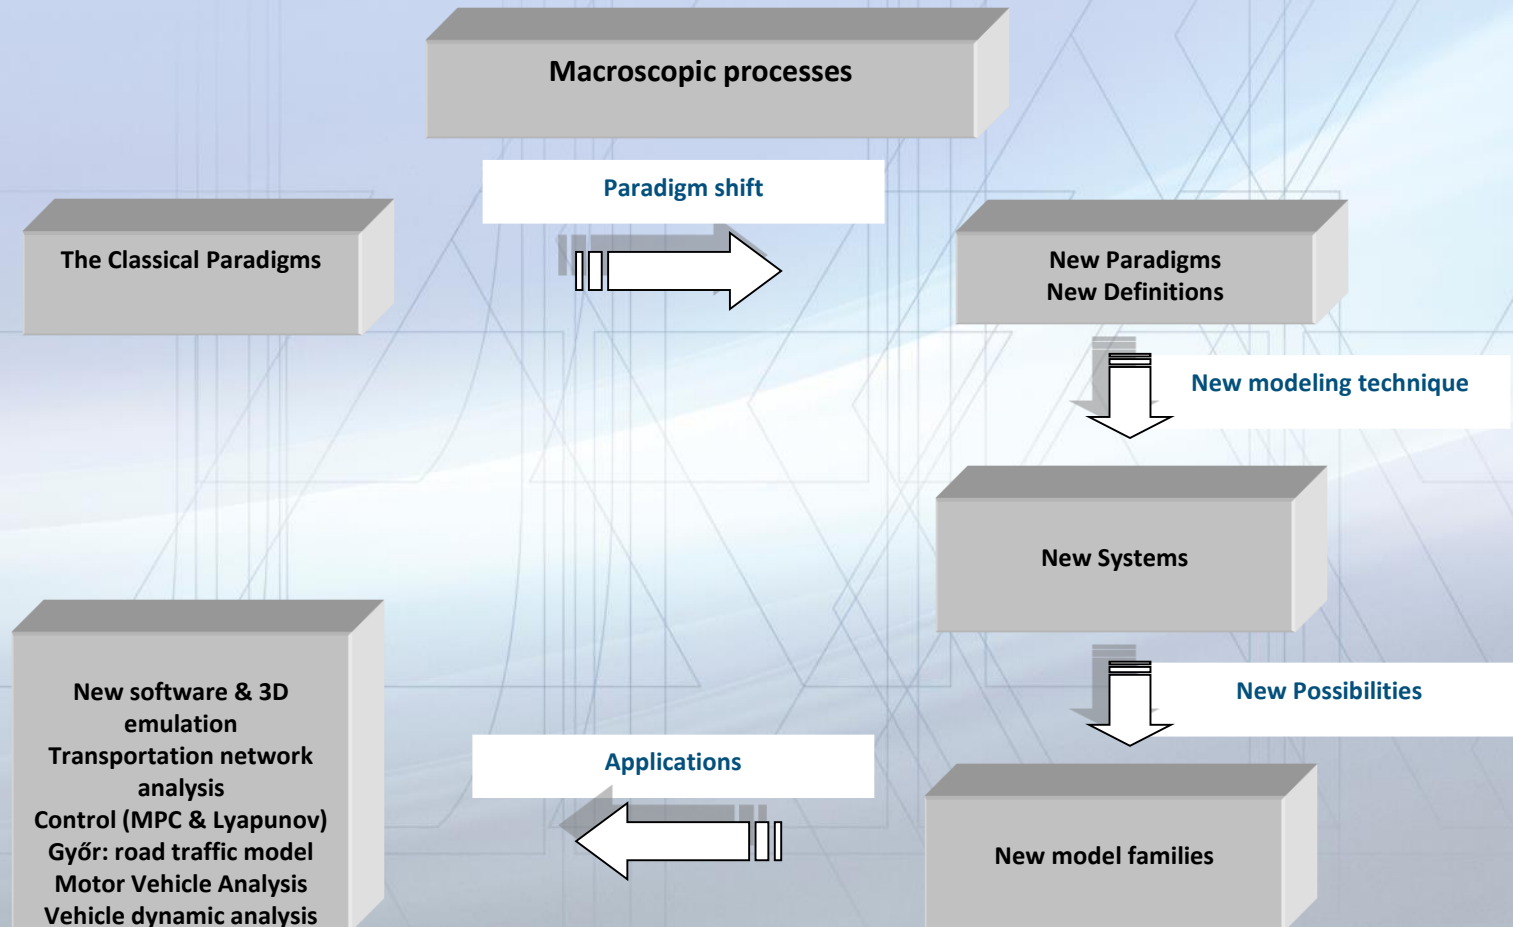 Macroscopic processes
Paradigm shift
The Classical Paradigms
New Paradigms
New Definitions
New modeling technique
New Systems
New Possibilities
New model families
Applications
New software & 3D
emulation
Transportation network
analysis
Control (MPC & Lyapunov)
Győr: road traffic model
Motor Vehicle Analysis
Vehicle dynamic analysis